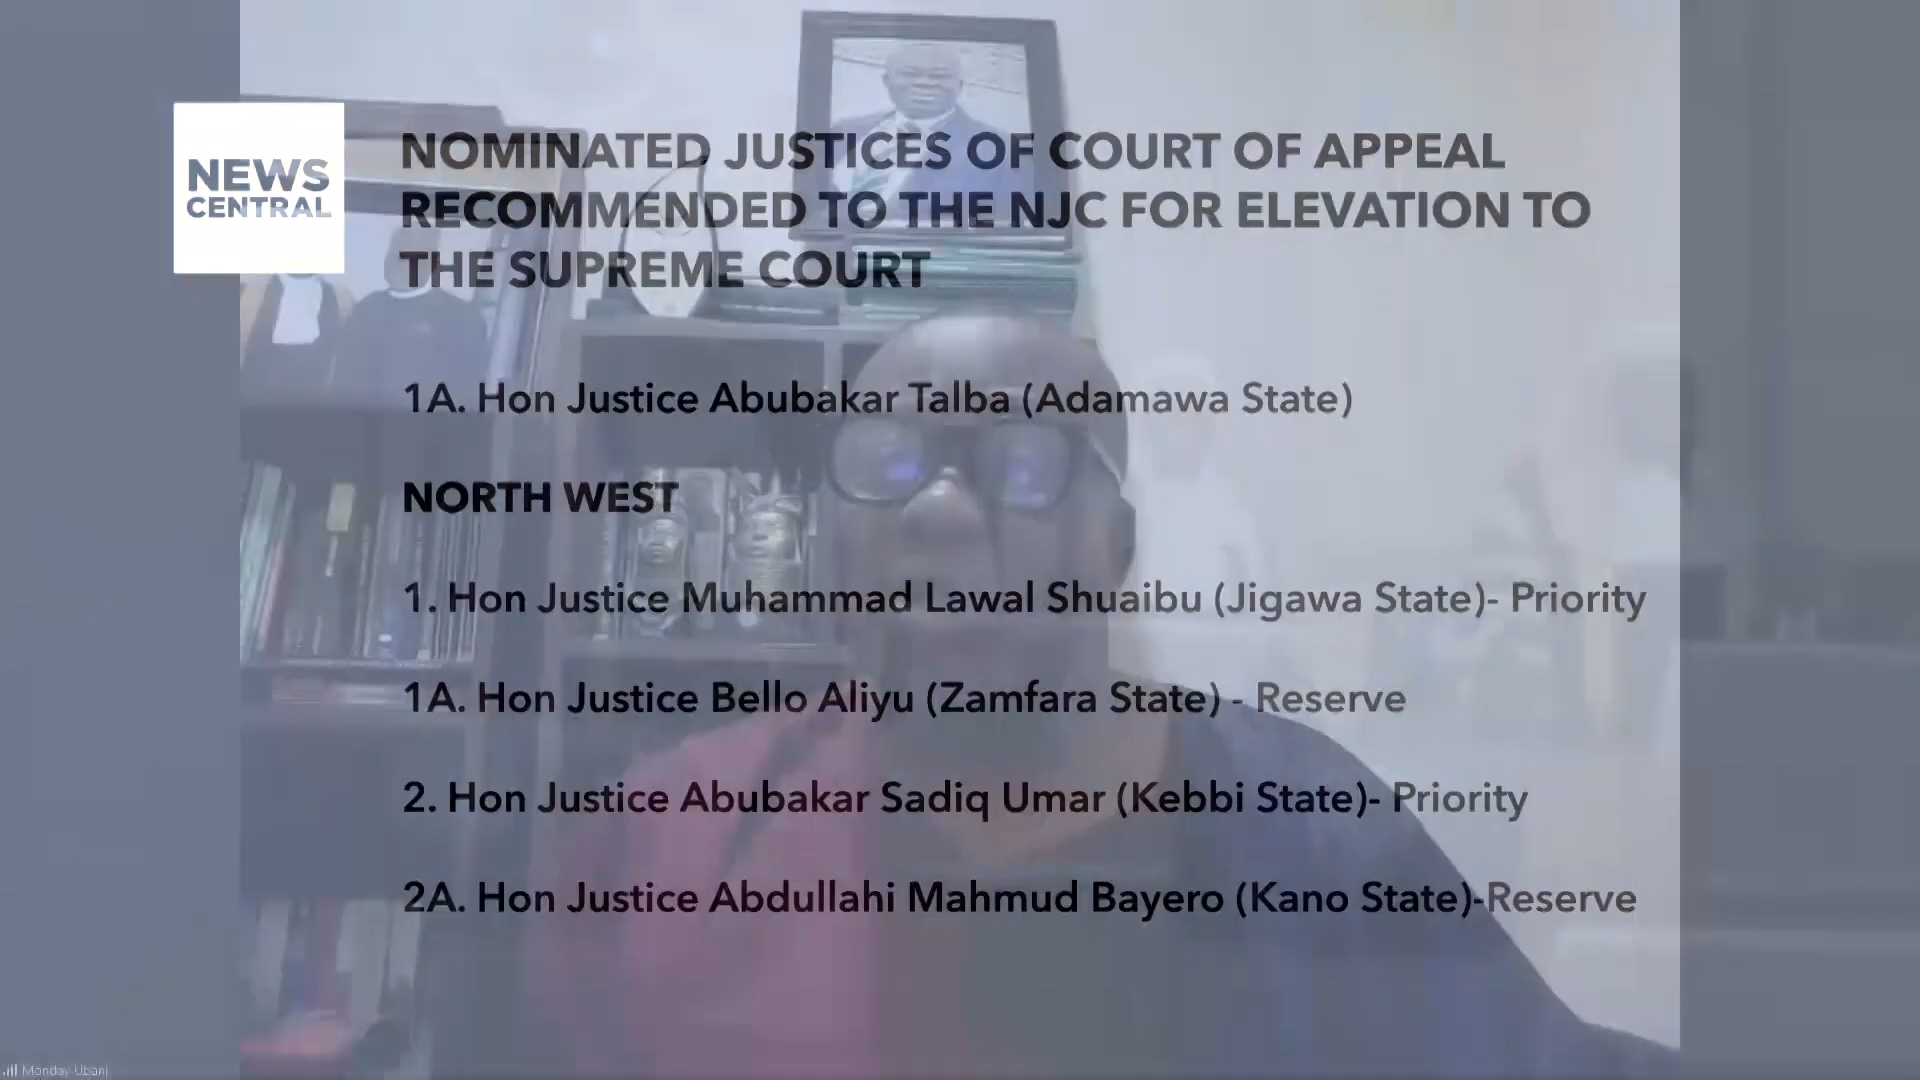 NEWS
CENTRAL
NOMINATED JUSTICES OF COURT OF APPEAL
RECOMMENDED TO THE NJC FOR ELEVATION TO
THE SUPREME COURT
1A. Hon Justice Abubakar Talba (Adamawa State)
NORTH WEST
1. Hon Justice Muhammad Lawal Shuaibu (Jigawa State)- Priority
1A. Hon Justice Bello Aliyu (Zamfara State) - Reserve
2. Hon Justice Abubakar Sadiq Umar (Kebbi State)- Priority
2A. Hon Justice Abdullahi Mahmud Bayero (Kano State)-Reserve
Monday Ubani